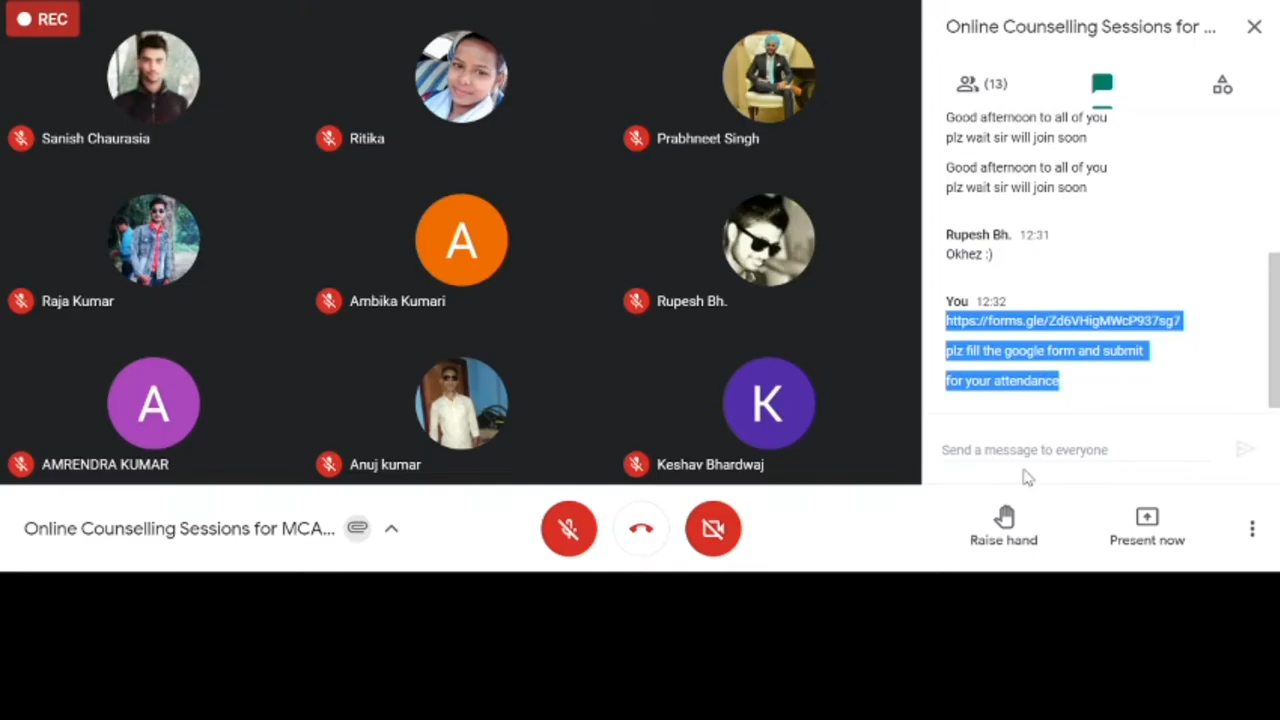 REC
Sanish Chaurasia
Ritika
Prabhneet Singh
Raja Kumar
A
Ambika Kumari
Rupesh Bh.
A
AMRENDRA KUMAR
Anuj kumar
K
Keshav Bhardwaj
Online Counselling Sessions for ...
(13)
Good afternoon to all of you
plz wait sir will join soon
Good afternoon to all of you
plz wait sir will join soon
Rupesh Bh. 12:31
Okhez :)
You 12:32
https://forms.gle/Zd6VHigMWcP937sg7
plz fill the google form and submit
for your attendance
Send a message to everyone
Online Counselling Sessions for MCA...
Raise hand
Present now